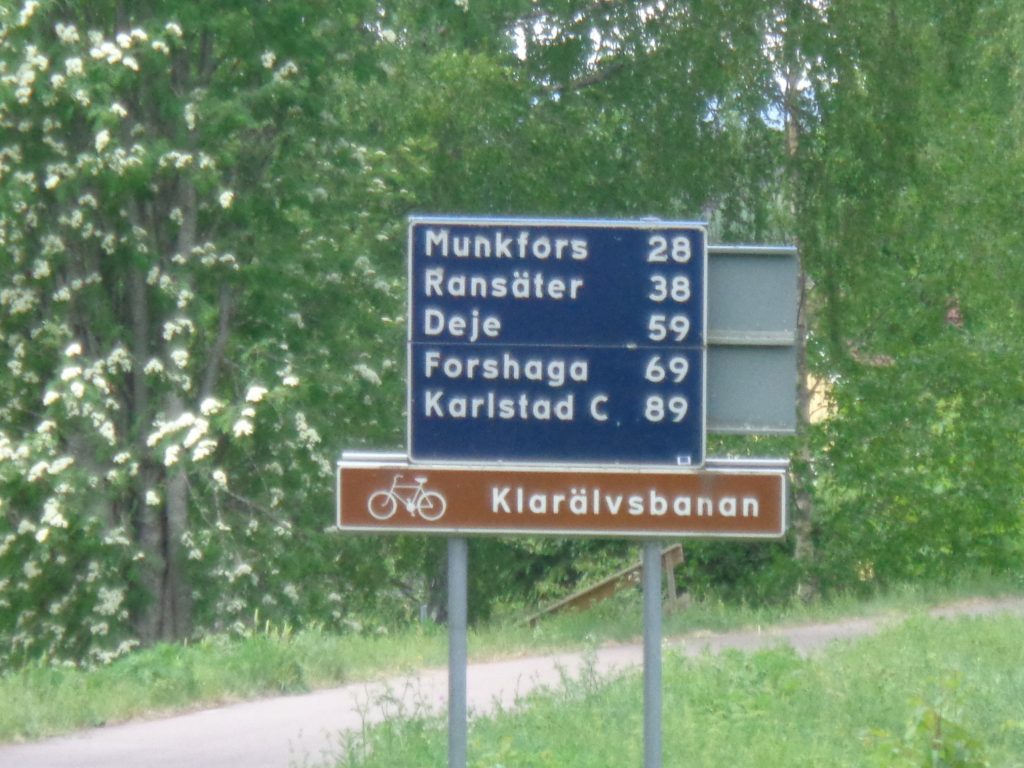 Munkfors 28
Ransäter 38
Deje 59
Forshaga 69
Karlstad C 89
Klarälvsbanan